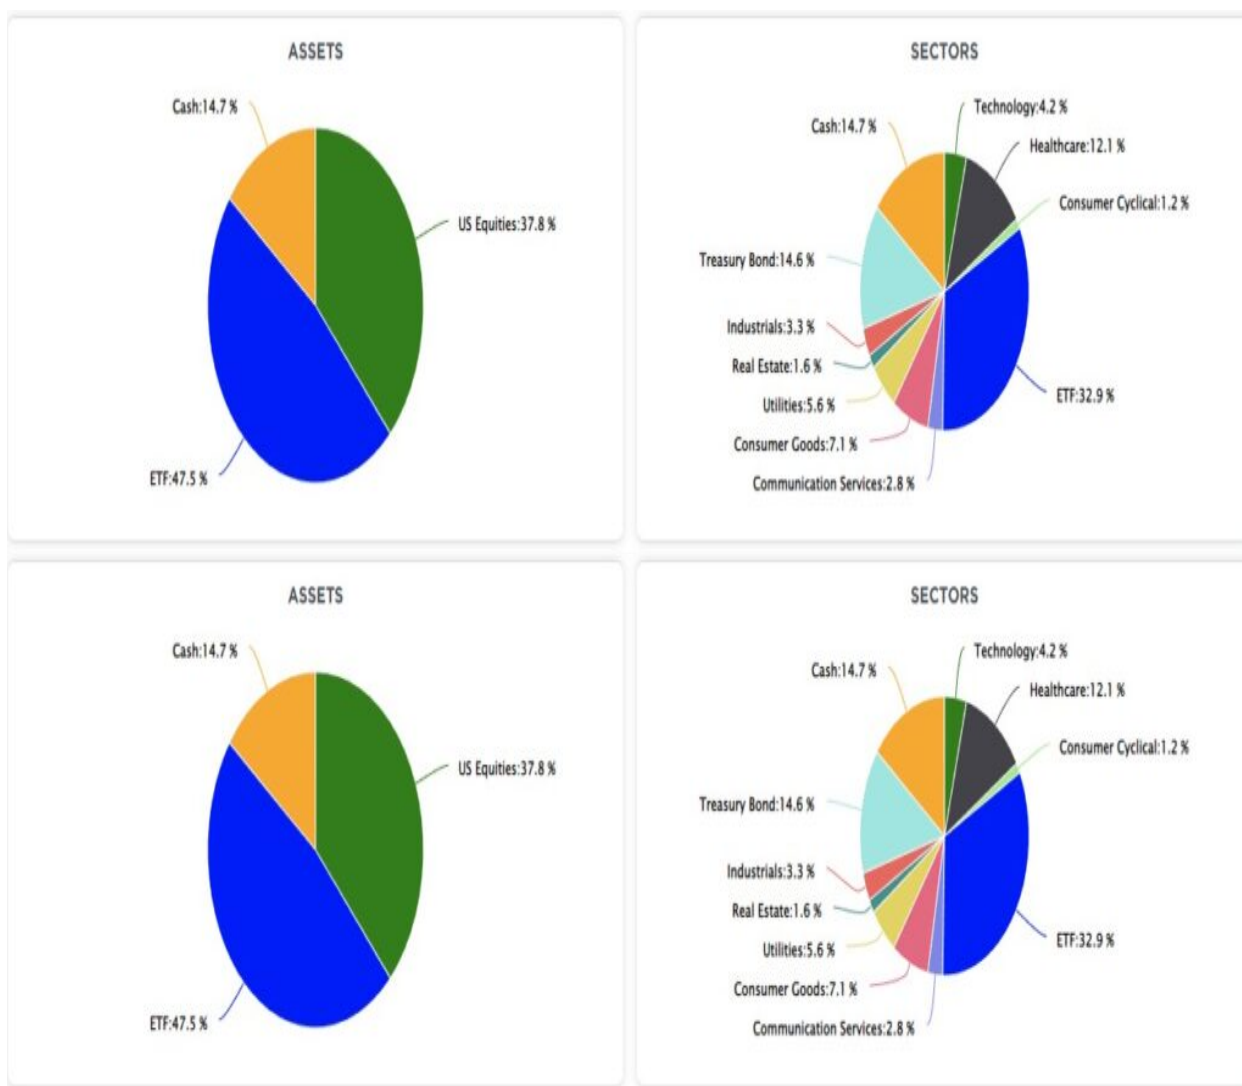 ASSETS
Cash:14.7 %
US Equities:37.8 %
ETF:47.5 %
SECTORS
Technology:4.2 %
Cash:14.7 %
Healthcare:12.1 %
Consumer Cyclical:1.2 %
Treasury Bond:14.6 %
Industrials:3.3 %
Real Estate:1.6 %
ETF:32.9 %
Utilities:5.6 %
Consumer Goods:7.1 %
Communication Services:2.8 %
ASSETS
Cash:14.7 %
US Equities:37.8 %
ETF:47.5 %
SECTORS
Technology:4.2 %
Cash:14.7 %
Healthcare:12.1 %
Consumer Cyclical:1.2 %
Treasury Bond:14.6 %
Industrials:3.3 %
Real Estate:1.6 %
ETF:32.9 %
Utilities:5.6 %
Consumer Goods:7.1 %
Communication Services:2.8 %